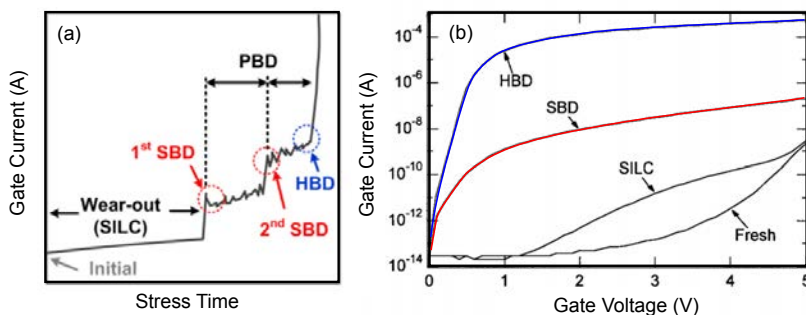 (a)
PBD
1st SBD
HBD
Wear-out
(SILC)
2nd SBD
Initial
Gate Current (A)
Stress Time
(b)
HBD
SBD
SILC
Fresh
Gate Current (A)
10-4
10-6
10-8
10-10
10-12
10-14
0 1 2 3 4 5
Gate Voltage (V)